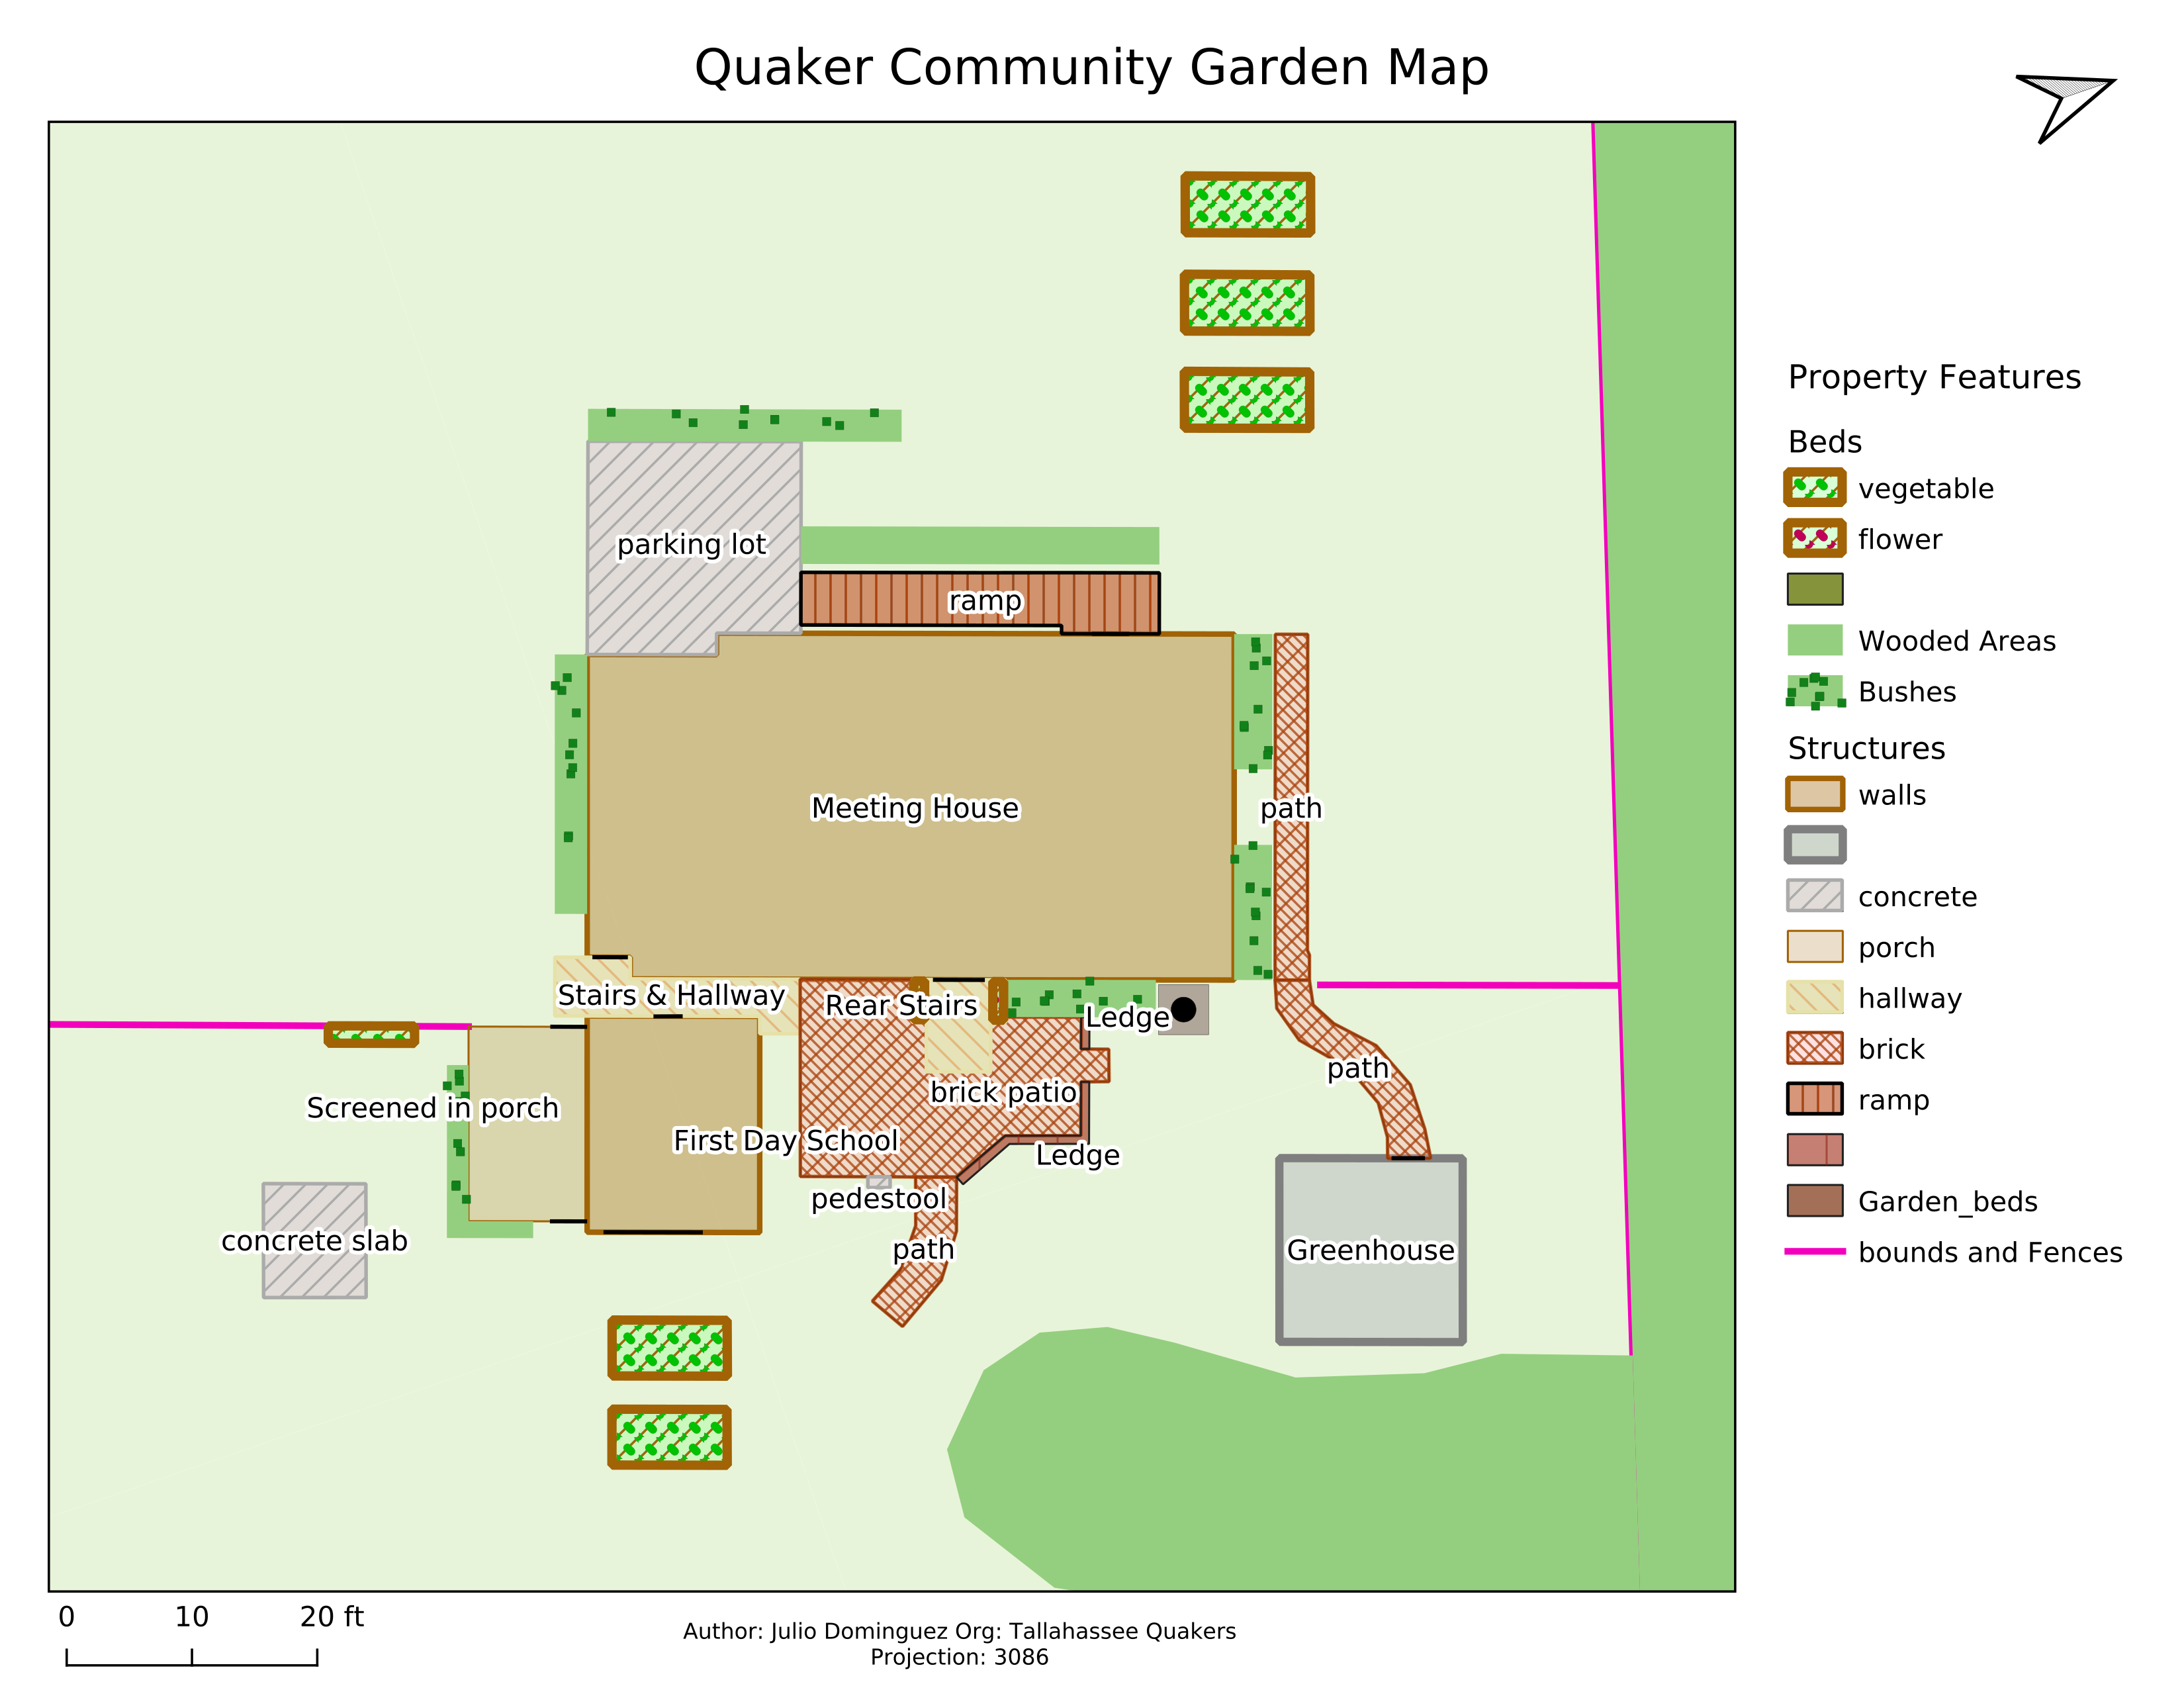 Quaker Community Garden Map
parking lot
ramp
Meeting House
path
Stairs & Hallway
Rear Stairs
Ledge
path
brick patio
Screened in porch
First Day School
Ledge
pedestool
concrete slab
path
Greenhouse
Property Features
Beds
vegetable
flower
Wooded Areas
Bushes
Structures
walls
concrete
porch
hallway
brick
ramp
Garden_beds
bounds and Fences
0 10 20 ft
Author: Julio Dominguez Org: Tallahassee Quakers
Projection: 3086